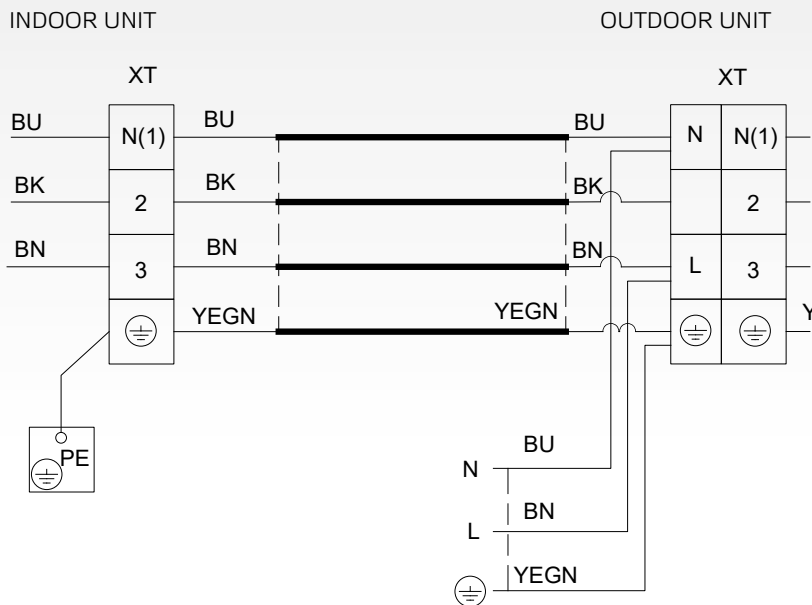 INDOOR UNIT OUTDOOR UNIT
XT XT
BU N(1) BU BU N N(1)
BK 2 BK BK 2
BN 3 BN BN L 3
YEGN YEGN Y
PE
N BU
L BN
YEGN